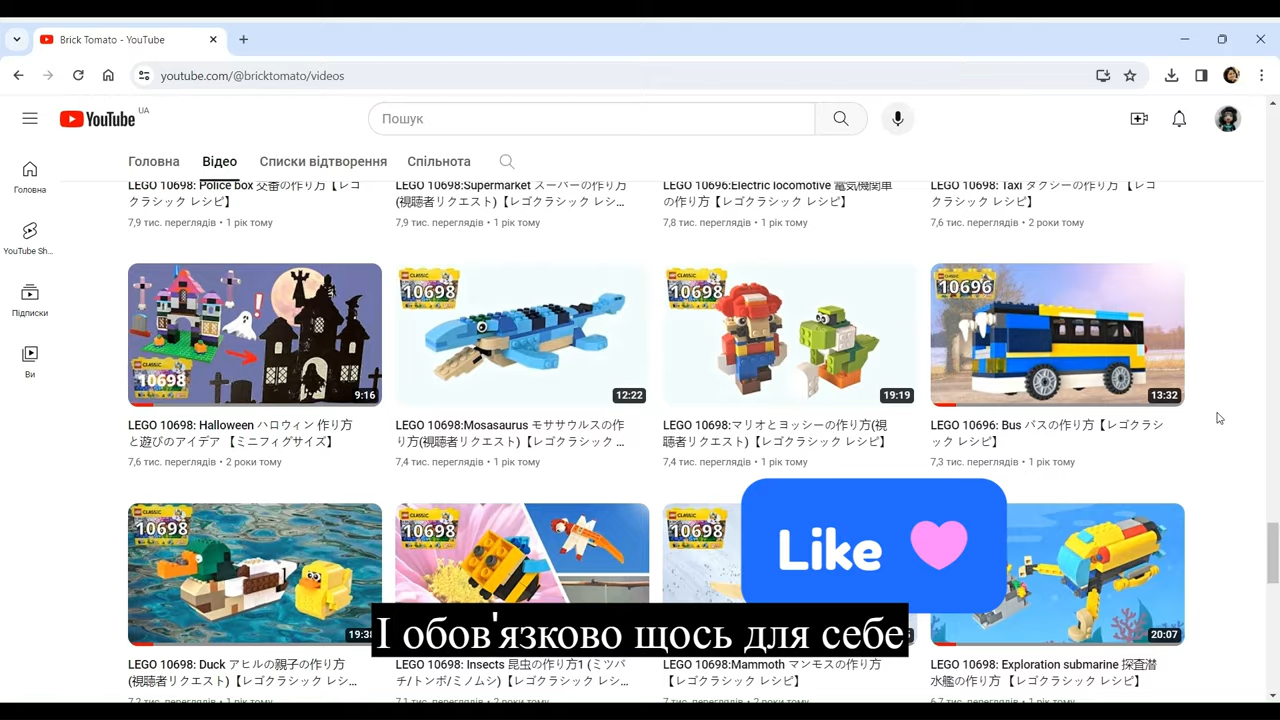 Brick Tomato - YouTube
youtube.com/@bricktomato/videos
YouTube UA
Пошук
Головна Відео Списки відтворення Спільнота
Головна
YouTube Sh...
Підписки
Ви
LEGO 10698: Police box 交番の作り方【レゴ
クラシック レシピ】
7,9 тис. переглядів • 1 рік тому
LEGO 10698:Supermarket スーパーの作り方
(視聴者リクエスト)【レゴクラシック レシ...
7,9 тис. переглядів • 1 рік тому
LEGO 10696:Electric locomotive 電気機関車
の作り方【レゴクラシック レシピ】
7,8 тис. переглядів • 1 рік тому
LEGO 10698: Taxi タクシーの作り方 【レゴ
クラシック レシピ】
7,6 тис. переглядів • 2 роки тому
10698
9:16
LEGO 10698: Halloween ハロウィン 作り方
と遊びのアイデア 【ミニフィグサイズ】
7,6 тис. переглядів • 2 роки тому
CLASSIC
10698
12:22
LEGO 10698:Mosasaurus モササウルスの作
り方(視聴者リクエスト)【レゴクラシック ...
7,4 тис. переглядів • 1 рік тому
CLASSIC
10698
19:19
LEGO 10698:マリオとヨッシーの作り方(視
聴者リクエスト)【レゴクラシック レシピ】
7,4 тис. переглядів • 1 рік тому
CLASSIC
10696
13:32
LEGO 10696: Bus バスの作り方【レゴクラシ
ック レシピ】
7,3 тис. переглядів • 1 рік тому
CLASSIC
10698
19:38
LEGO 10698: Duck アヒルの親子の作り方
(視聴者リクエスト)【レゴクラシック レシ...
CLASSIC
10698
LEGO 10698: Insects 昆虫の作り方1 (ミツバ
チ/トンボ/ミノムシ)【レゴクラシック レシ...
10698
LEGO 10698:Mammoth マンモスの作り方
【レゴクラシック レシピ】
20:07
LEGO 10698: Exploration submarine 探査潜
水艦の作り方【レゴクラシック レシピ】
Like
І обов'язково щось для себе